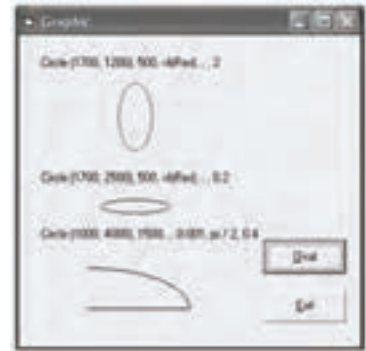 Graphic
Circle (1700, 1200), 500, vbRed, , , 2
Circle (1700, 2500), 500, vbRed, , , 0.2
Circle (1000, 4000), 1500, , 0.001, pi / 2, 0.4
Oval
Exit